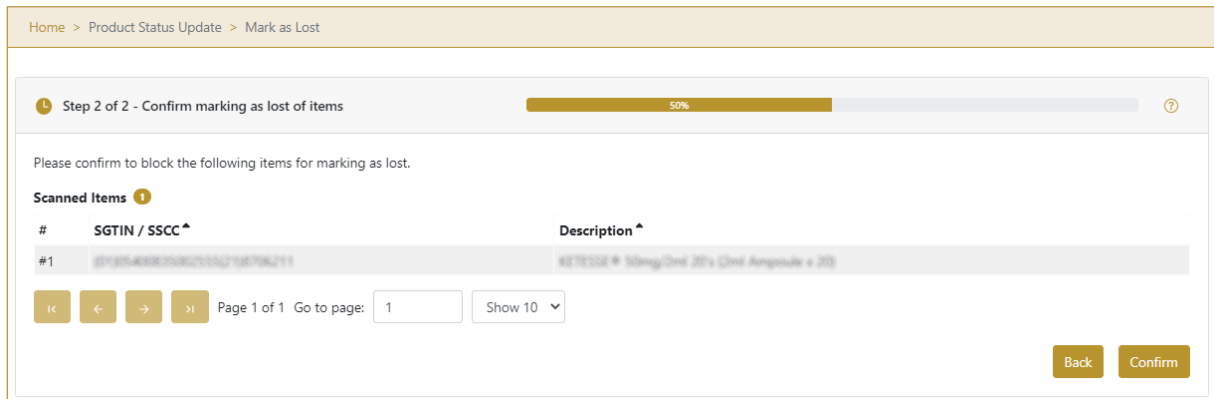 Home > Product Status Update > Mark as Lost
Step 2 of 2 - Confirm marking as lost of items 50% ?
Please confirm to block the following items for marking as lost.
Scanned Items 1
# SGTIN / SSCC Description
#1
Page 1 of 1 Go to page: 1 Show 10
Back Confirm